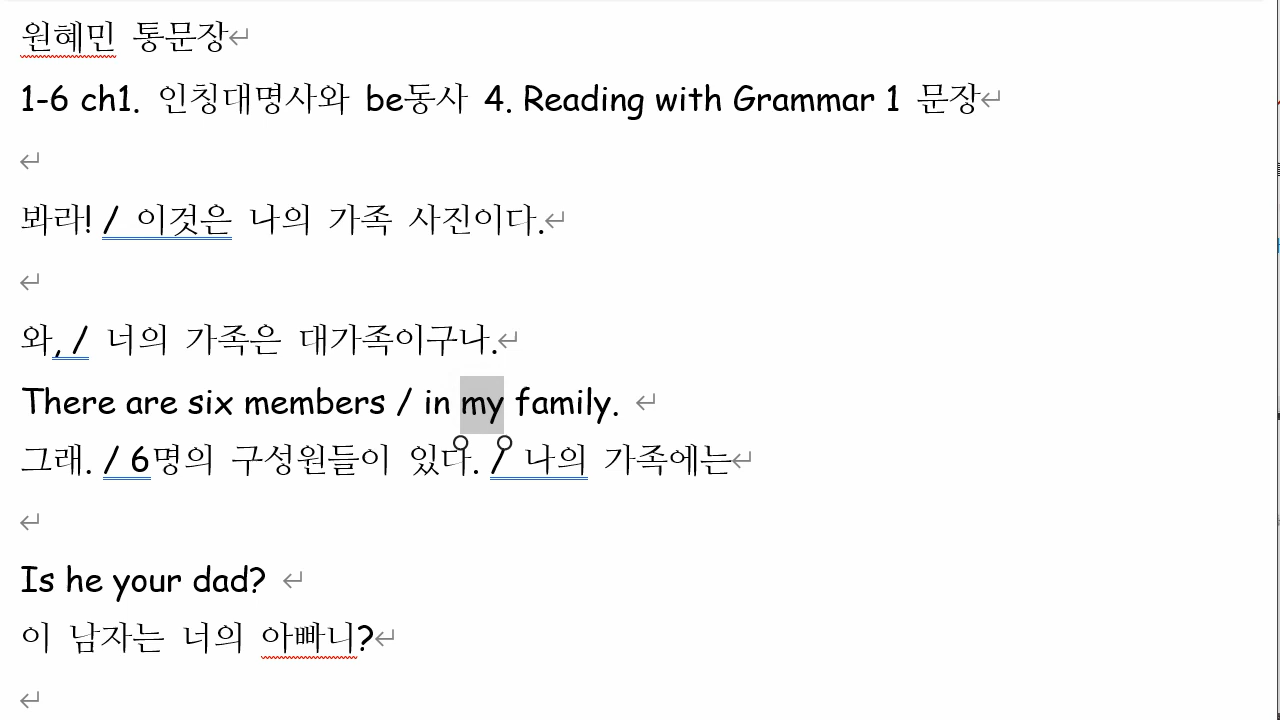 원혜민 통문장
1-6 ch1. 인칭대명사와 be동사 4. Reading with Grammar 1 문장
봐라! / 이것은 나의 가족 사진이다.
와, / 너의 가족은 대가족이구나.
There are six members / in my family.
그래. / 6명의 구성원들이 있다. / 나의 가족에는
Is he your dad?
이 남자는 너의 아빠니?